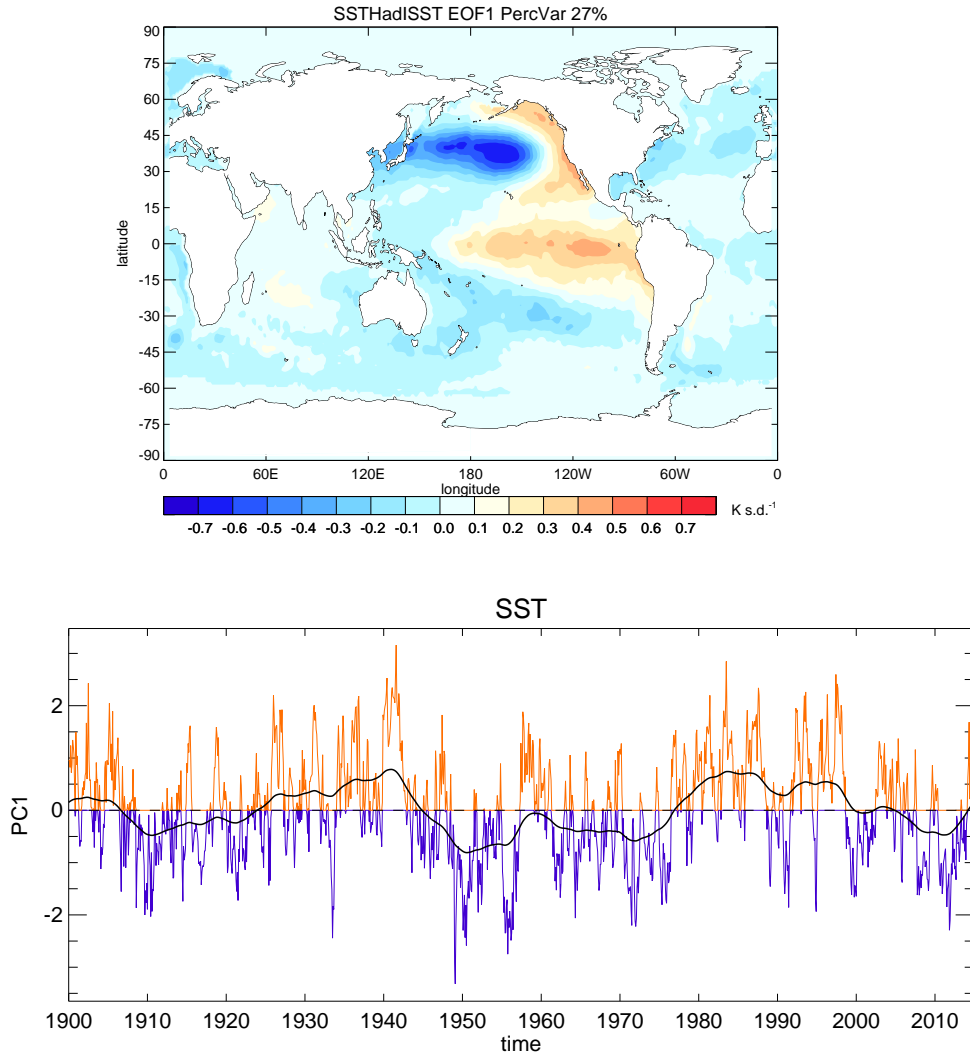 SSTHadISST EOF1 PercVar 27%
90
75
60
45
30
15
0
-15
-30
-45
-60
-75
-90
latitude
0 60E 120E 180 120W 60W 0
longitude
-0.7 -0.6 -0.5 -0.4 -0.3 -0.2 -0.1 0.0 0.1 0.2 0.3 0.4 0.5 0.6 0.7
K s.d.⁻¹
SST
2
0
-2
PC1
1900 1910 1920 1930 1940 1950 1960 1970 1980 1990 2000 2010
time